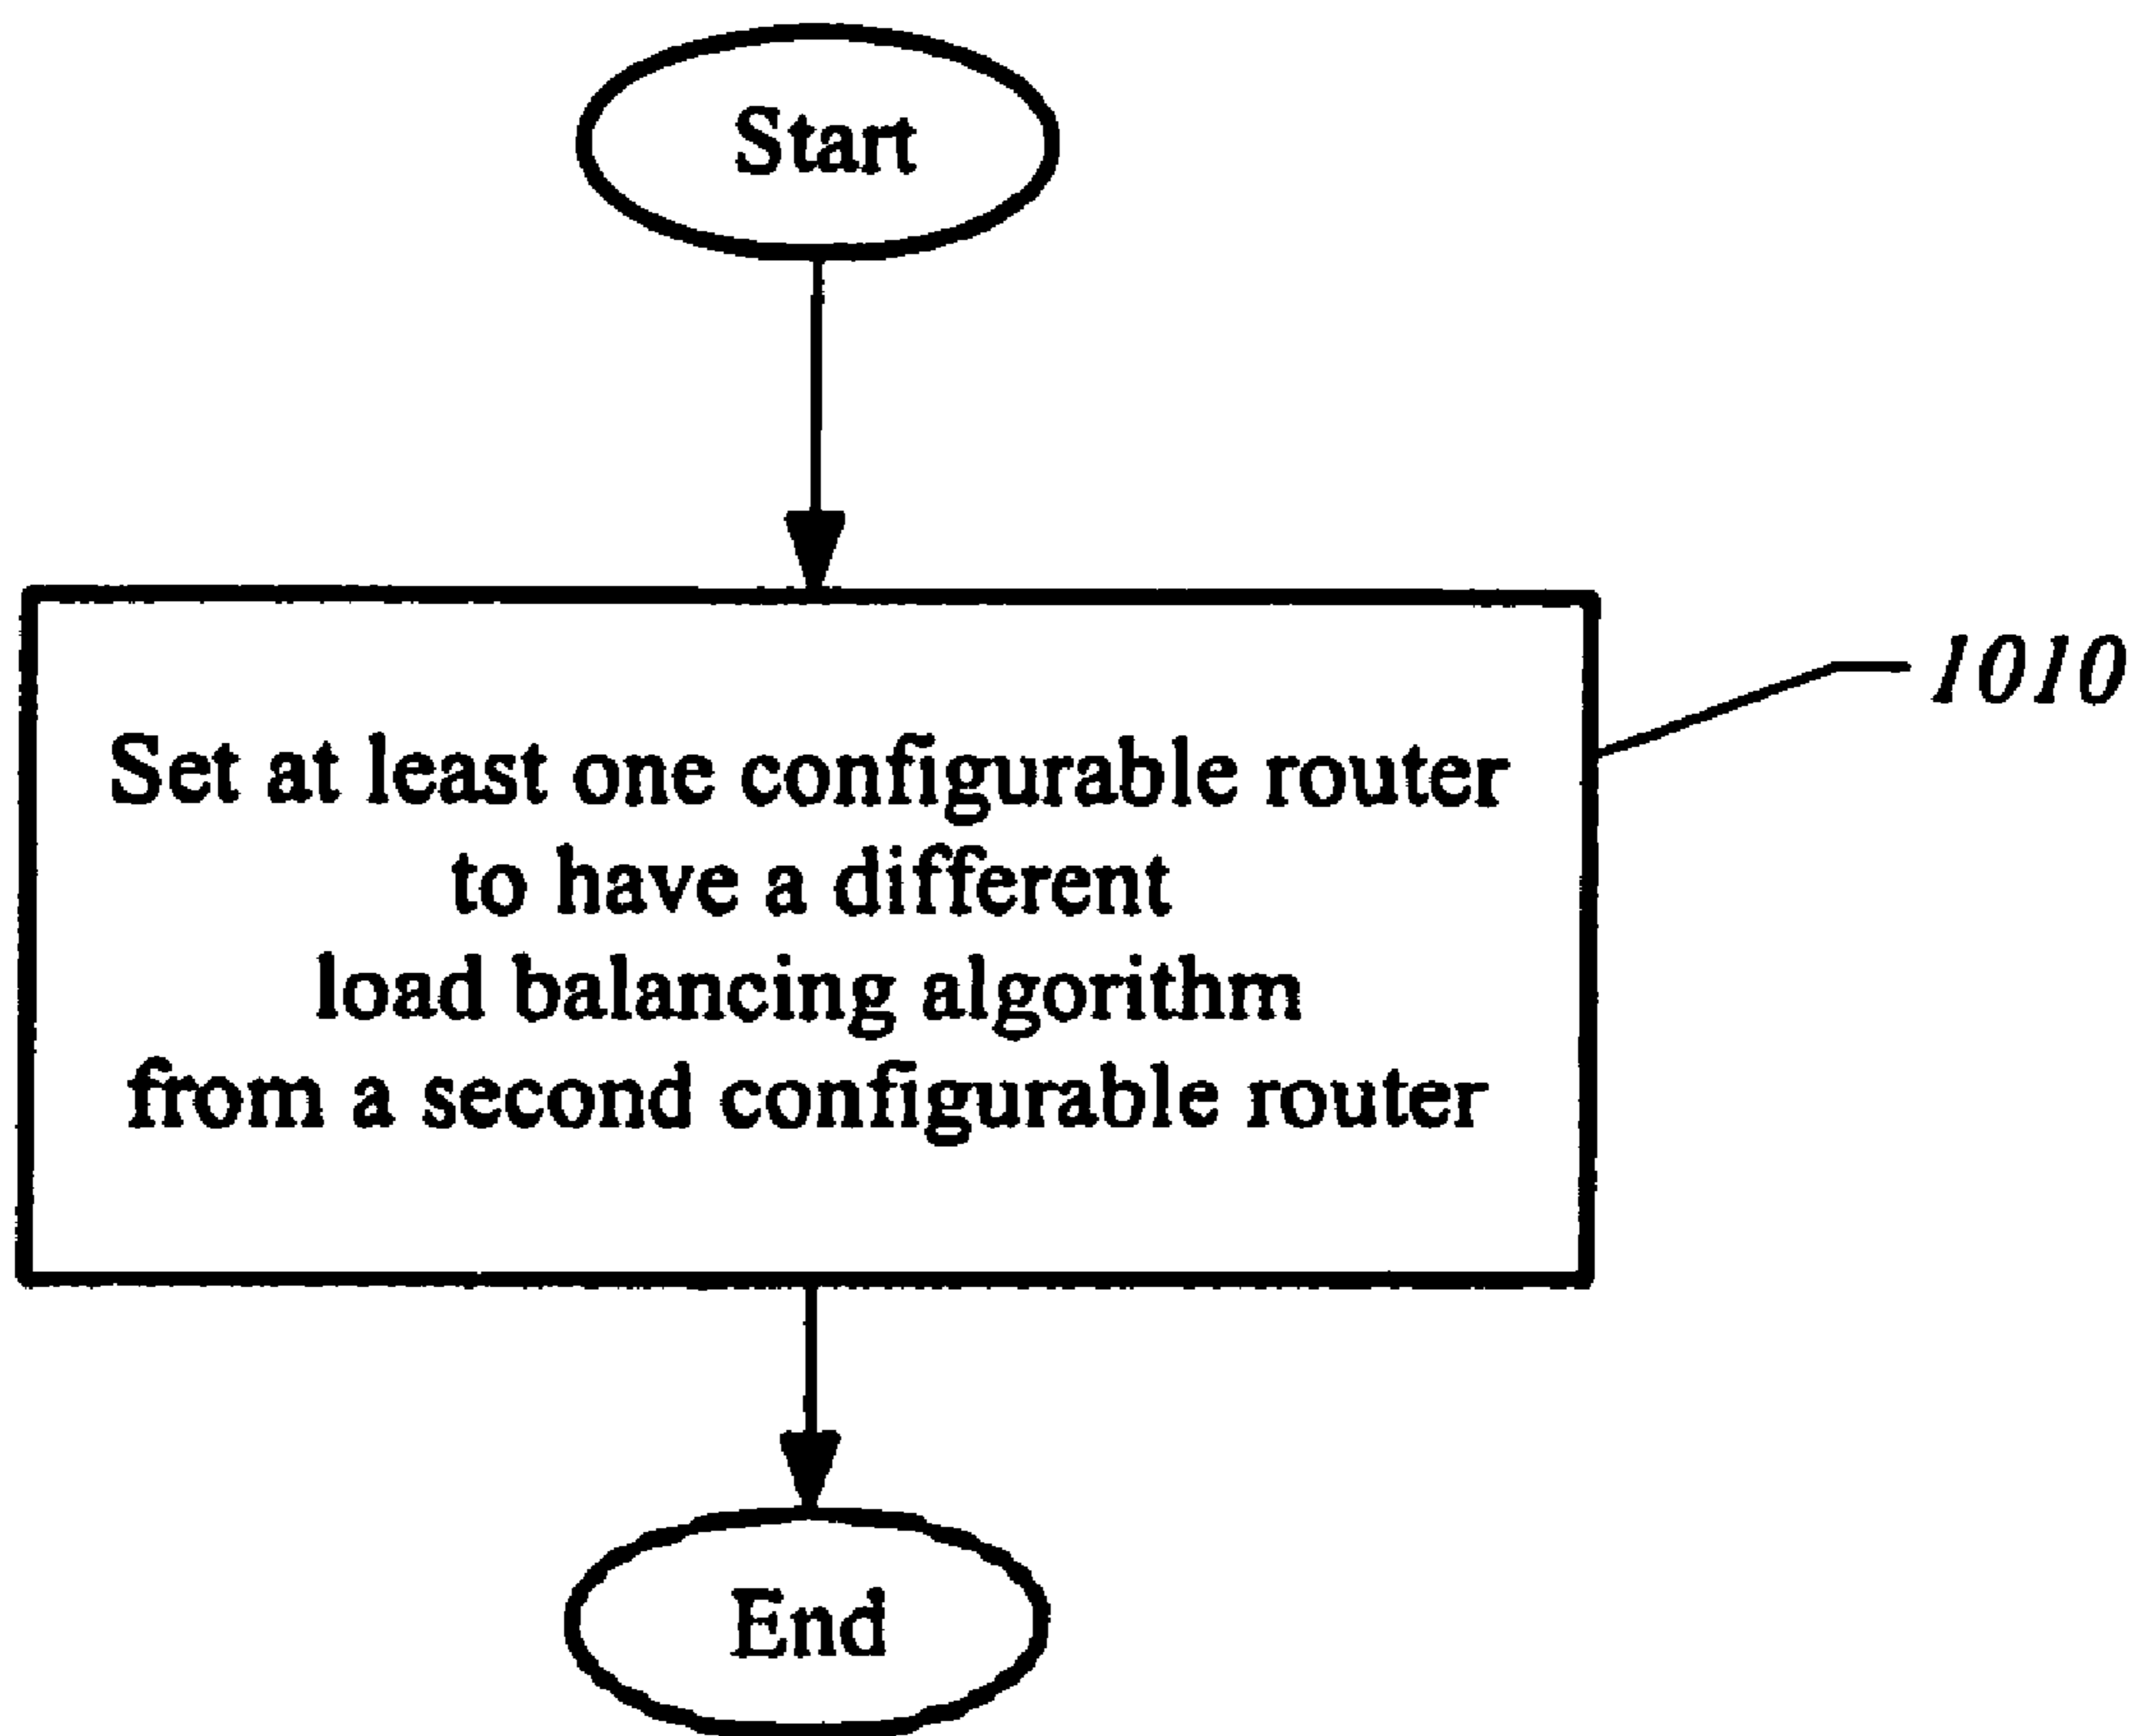 Start
1010
Set at least one configurable router
to have a different
load balancing algorithm
from a second configurable router
End